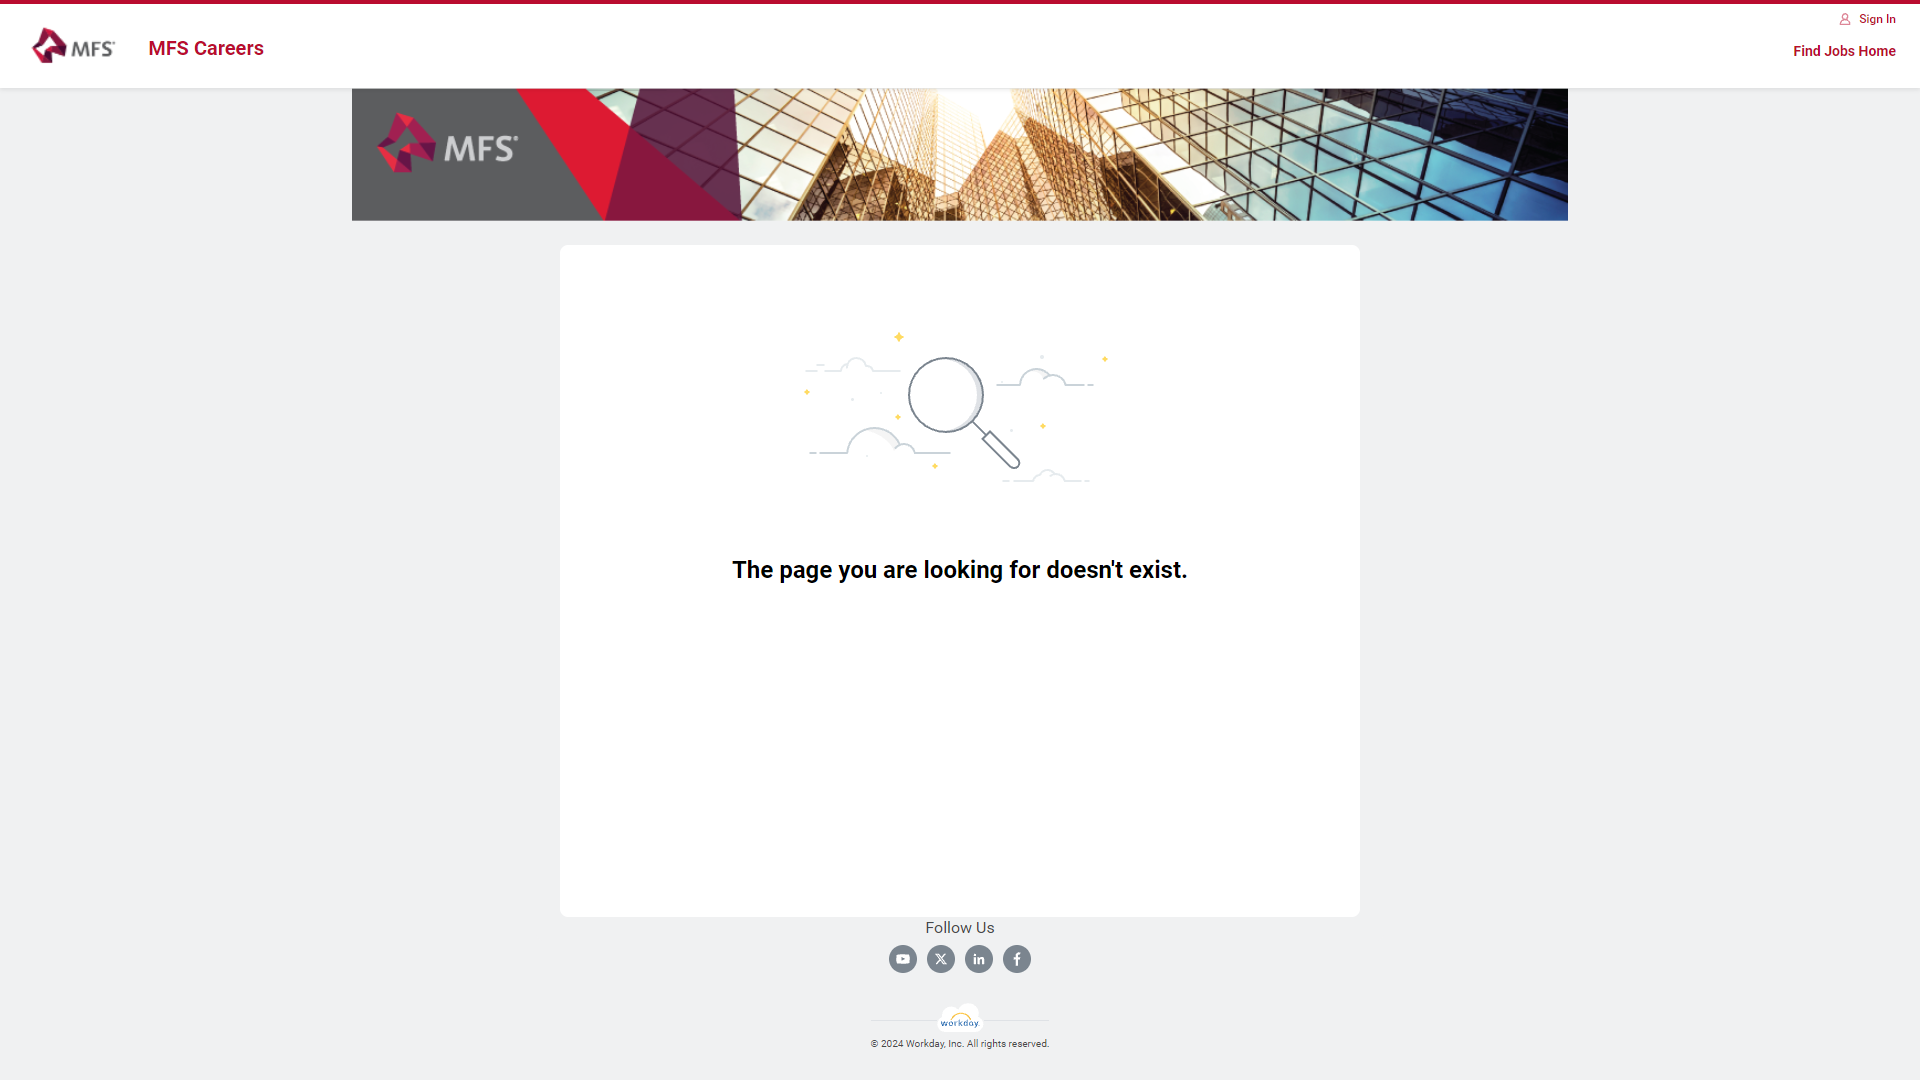 Sign In
MFS®
MFS Careers
Find Jobs Home
MFS®
The page you are looking for doesn't exist.
Follow Us
workday.
© 2024 Workday, Inc. All rights reserved.